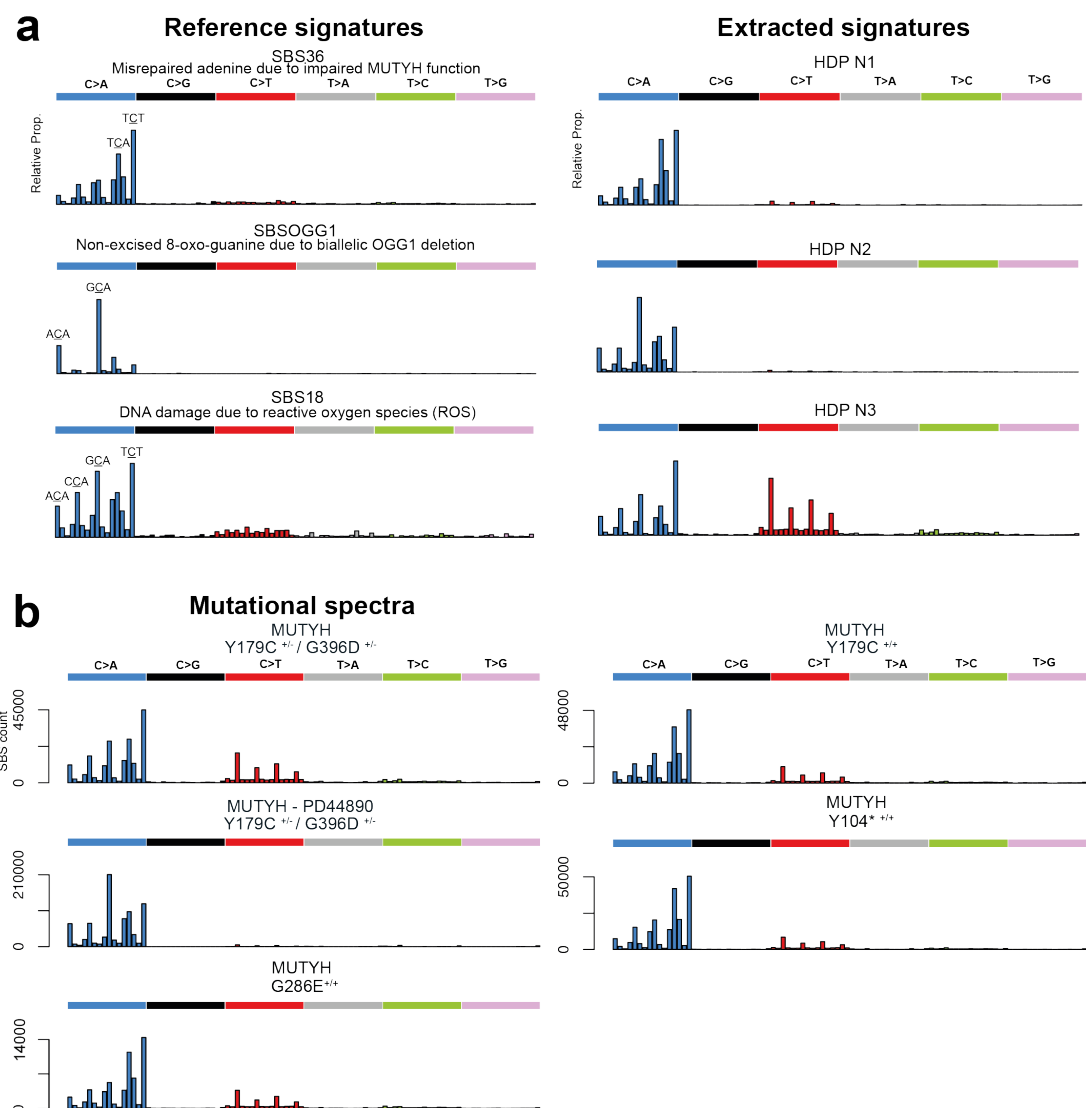 a
Reference signatures
Extracted signatures
SBS36
Misrepaired adenine due to impaired MUTYH function
C>A C>G C>T T>A T>C T>G
Relative Prop.
TCT
TCA
HDP N1
C>A C>G C>T T>A T>C T>G
Relative Prop.
SBSOGG1
Non-excised 8-oxo-guanine due to biallelic OGG1 deletion
GCA
ACA
HDP N2
SBS18
DNA damage due to reactive oxygen species (ROS)
TCT
GCA
CCA
ACA
HDP N3
b
Mutational spectra
MUTYH
Y179C +/- / G396D +/-
C>A C>G C>T T>A T>C T>G
SBS count
45000
0
MUTYH
Y179C +/+
C>A C>G C>T T>A T>C T>G
48000
0
MUTYH - PD44890
Y179C +/- / G396D +/-
210000
0
MUTYH
Y104* +/+
50000
0
MUTYH
G286E+/+
14000
0